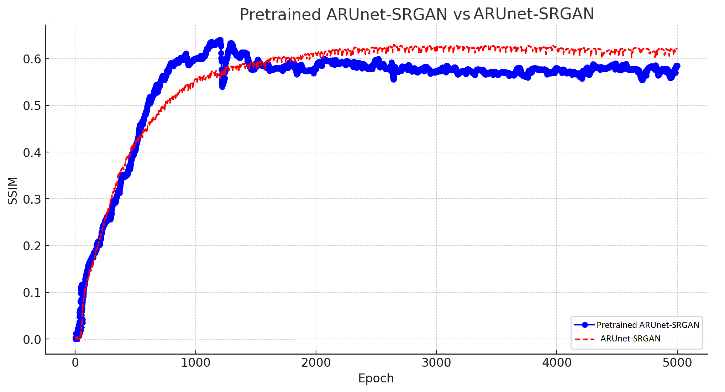 Pretrained ARUnet-SRGAN vs ARUnet-SRGAN
0.6
0.5
0.4
0.3
0.2
0.1
0.0
SSIM
0
1000
2000
3000
4000
5000
Epoch
Pretrained ARUnet-SRGAN
ARUnet-SRGAN